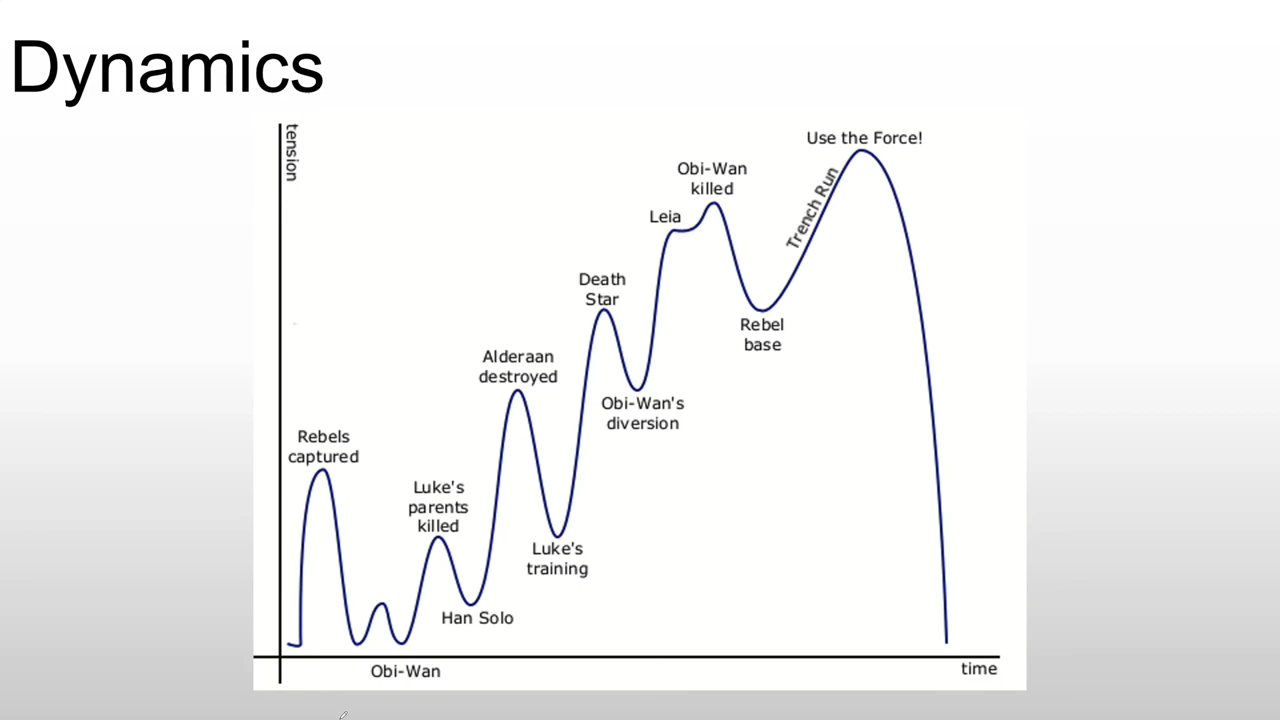 Dynamics
tension
Use the Force!
Trench Run
Obi-Wan
killed
Leia
Death
Star
Rebel
base
Alderaan
destroyed
Obi-Wan's
diversion
Rebels
captured
Luke's
parents
killed
Luke's
training
Han Solo
Obi-Wan
time